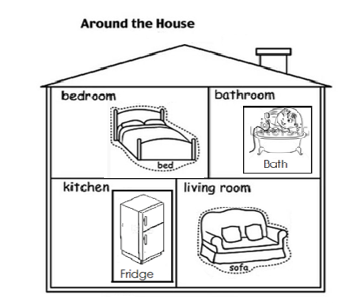 Around the House
bedroom
bathroom
bed
Bath
kitchen
living room
Fridge
sofa